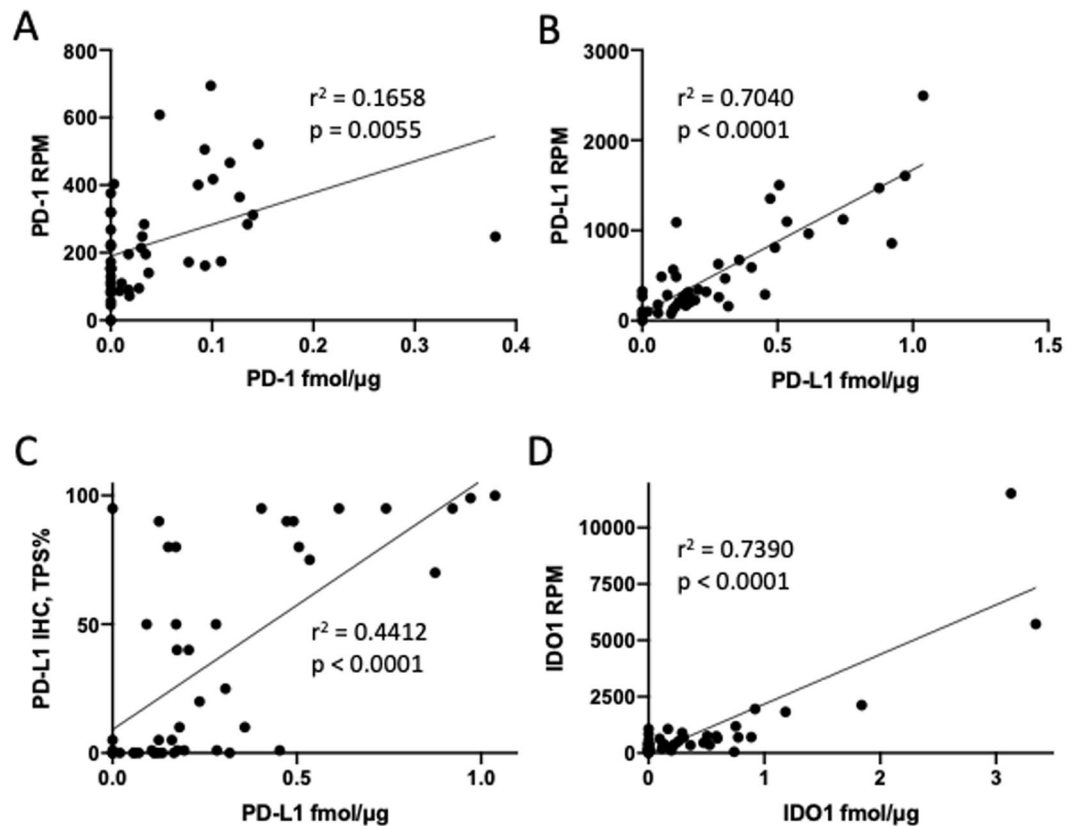 A
PD-1 RPM
800
600
400
200
0
r² = 0.1658
p = 0.0055
0.0 0.1 0.2 0.3 0.4
PD-1 fmol/µg
B
PD-L1 RPM
3000
2000
1000
0
r² = 0.7040
p < 0.0001
0.0 0.5 1.0 1.5
PD-L1 fmol/µg
C
PD-L1 IHC, TPS%
100
50
0
r² = 0.4412
p < 0.0001
0.0 0.5 1.0
PD-L1 fmol/µg
D
IDO1 RPM
10000
7500
5000
2500
0
r² = 0.7390
p < 0.0001
0 1 2 3
IDO1 fmol/µg